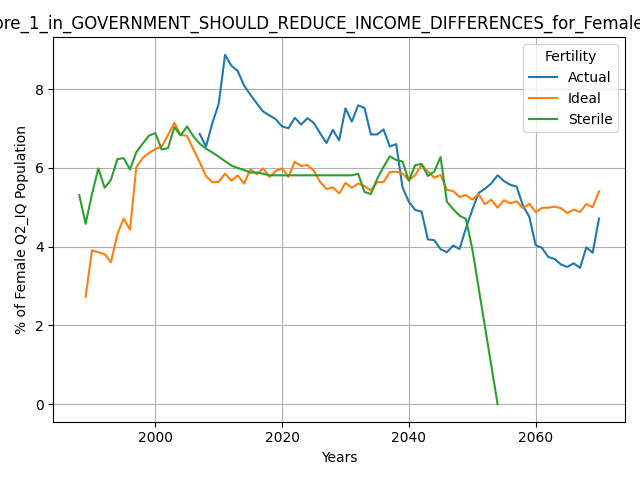 ore_1_in_GOVERNMENT_SHOULD_REDUCE_INCOME_DIFFERENCES_for_Female
% of Female Q2_IQ Population
8
6
4
2
0
Fertility
Actual
Ideal
Sterile
2000 2020 2040 2060
Years